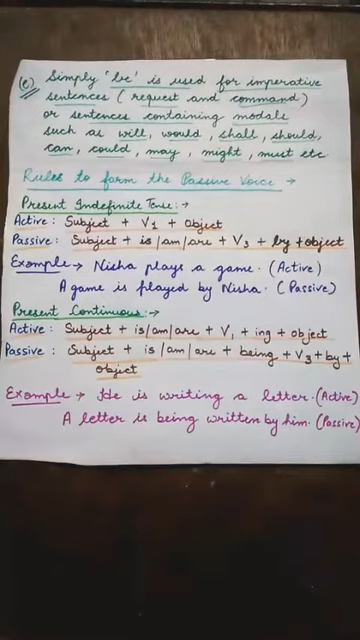 (e) Simply 'be' is used for imperative
sentences (request and command)
or sentences containing modals
such as will, would, shall, should,
can, could, may, might, must etc
Rules to form the Passive Voice →
Present Indefinite Tense:→
Active: Subject + V1 + Object
Passive: Subject + is/am/are + V3 + by + object
Example → Nisha plays a game. (Active)
A game is played by Nisha. (Passive)
Present Continuous:→
Active: Subject + is/am/are + V1 + ing + object
Passive: Subject + is/am/are + being + V3 + by +
object
Example → He is writing a letter. (Active)
A letter is being written by him. (Passive)